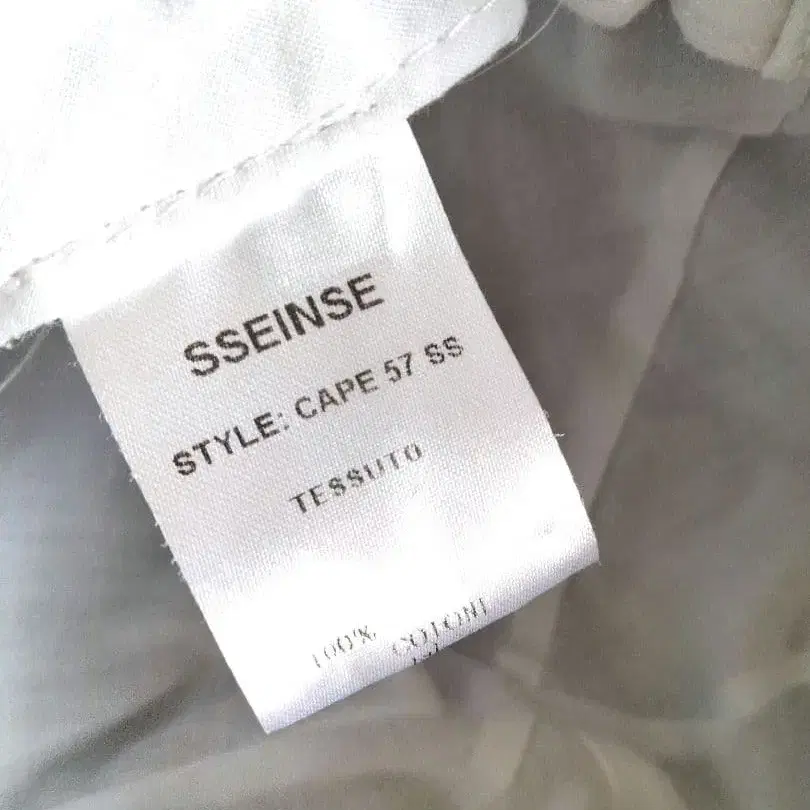 SSEINSE
STYLE: CAPE 57 SS
TESSUTO
100% COTONE